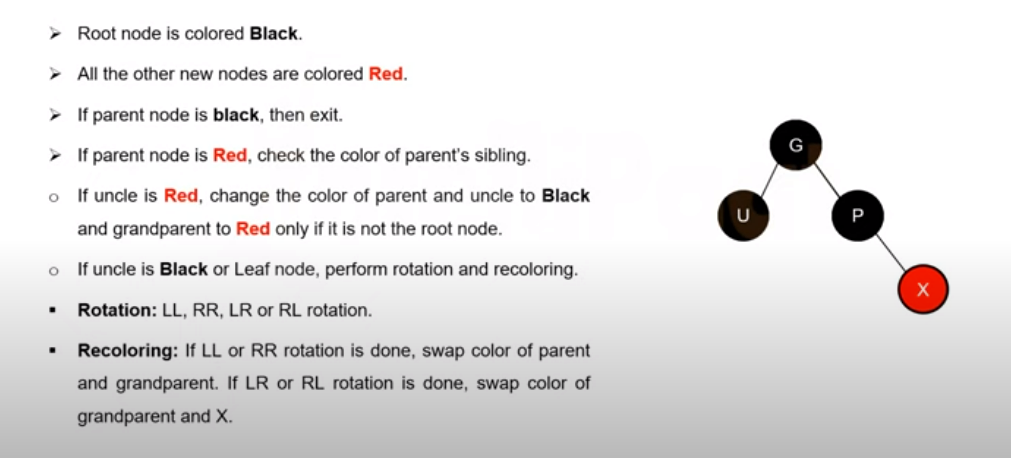 ➢ Root node is colored Black.
➢ All the other new nodes are colored Red.
➢ If parent node is black, then exit.
➢ If parent node is Red, check the color of parent's sibling.
o If uncle is Red, change the color of parent and uncle to Black
and grandparent to Red only if it is not the root node.
o If uncle is Black or Leaf node, perform rotation and recoloring.
▪ Rotation: LL, RR, LR or RL rotation.
▪ Recoloring: If LL or RR rotation is done, swap color of parent
and grandparent. If LR or RL rotation is done, swap color of
grandparent and X.
G
U
P
X